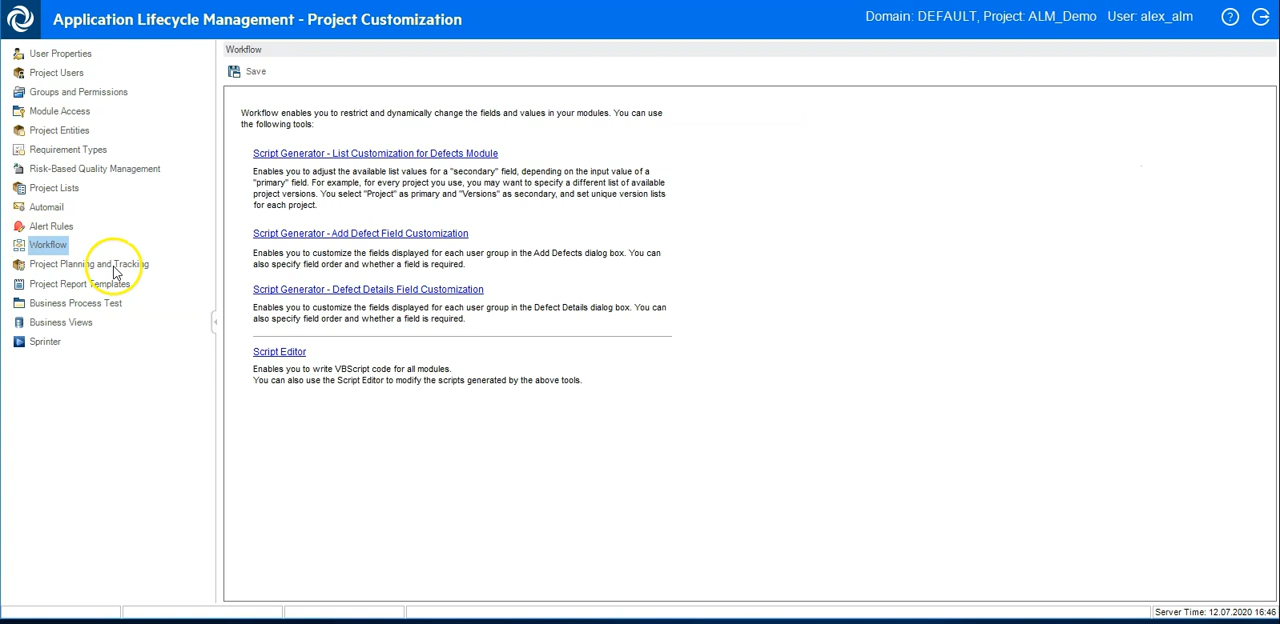 Application Lifecycle Management - Project Customization
Domain: DEFAULT, Project: ALM_Demo User: alex_alm
User Properties
Project Users
Groups and Permissions
Module Access
Project Entities
Requirement Types
Risk-Based Quality Management
Project Lists
Automail
Alert Rules
Workflow
Project Planning and Tracking
Project Report Templates
Business Process Test
Business Views
Sprinter
Workflow
Save
Workflow enables you to restrict and dynamically change the fields and values in your modules. You can use
the following tools:
Script Generator - List Customization for Defects Module
Enables you to adjust the available list values for a "secondary" field, depending on the input value of a
"primary" field. For example, for every project you use, you may want to specify a different list of available
project versions. You select "Project" as primary and "Versions" as secondary, and set unique version lists
for each project.
Script Generator - Add Defect Field Customization
Enables you to customize the fields displayed for each user group in the Add Defects dialog box. You can
also specify field order and whether a field is required.
Script Generator - Defect Details Field Customization
Enables you to customize the fields displayed for each user group in the Defect Details dialog box. You can
also specify field order and whether a field is required.
Script Editor
Enables you to write VBScript code for all modules.
You can also use the Script Editor to modify the scripts generated by the above tools.
Server Time: 12.07.2020 16:46